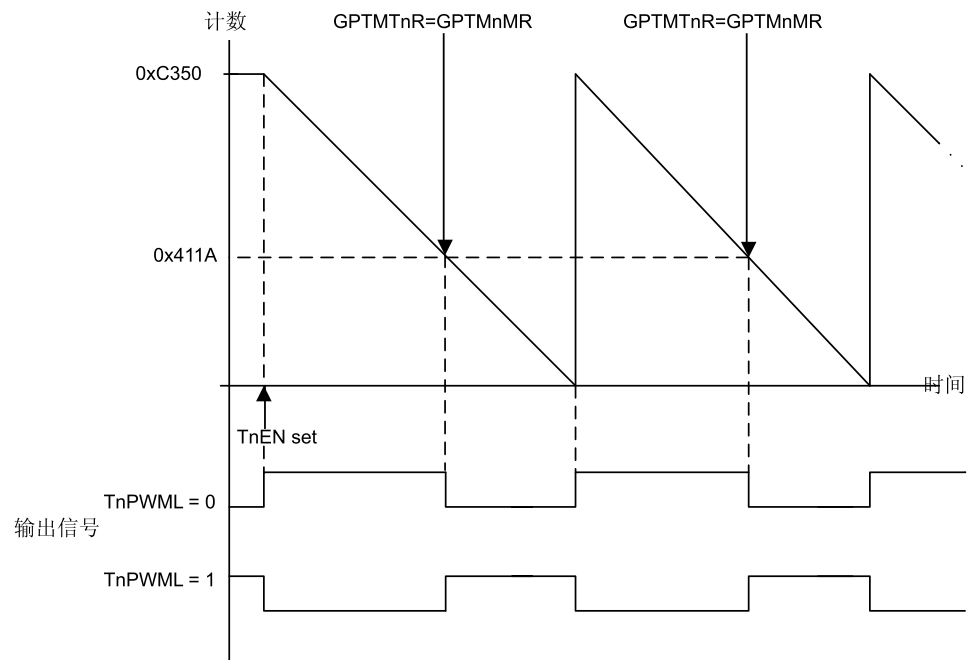 计数
GPTMTnR=GPTMnMR
GPTMTnR=GPTMnMR
0xC350
0x411A
时间
TnEN set
TnPWML = 0
输出信号
TnPWML = 1